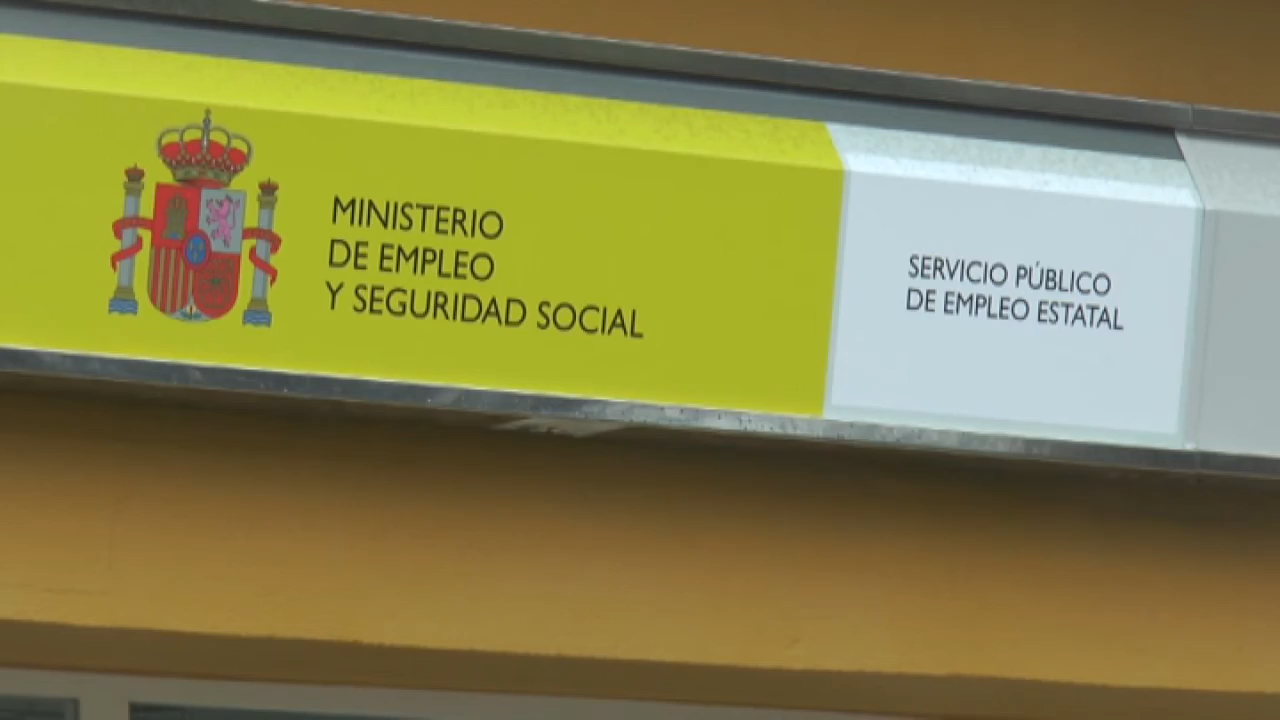 MINISTERIO
DE EMPLEO
Y SEGURIDAD SOCIAL
SERVICIO PÚBLICO
DE EMPLEO ESTATAL